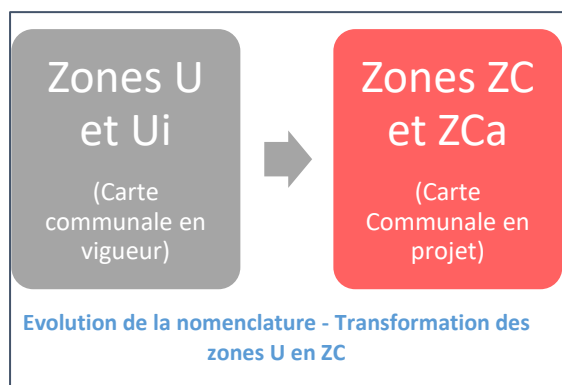 Zones U
et Ui
(Carte
communale en
vigueur)
Zones ZC
et ZCa
(Carte
Communale en
projet)
Evolution de la nomenclature - Transformation des
zones U en ZC